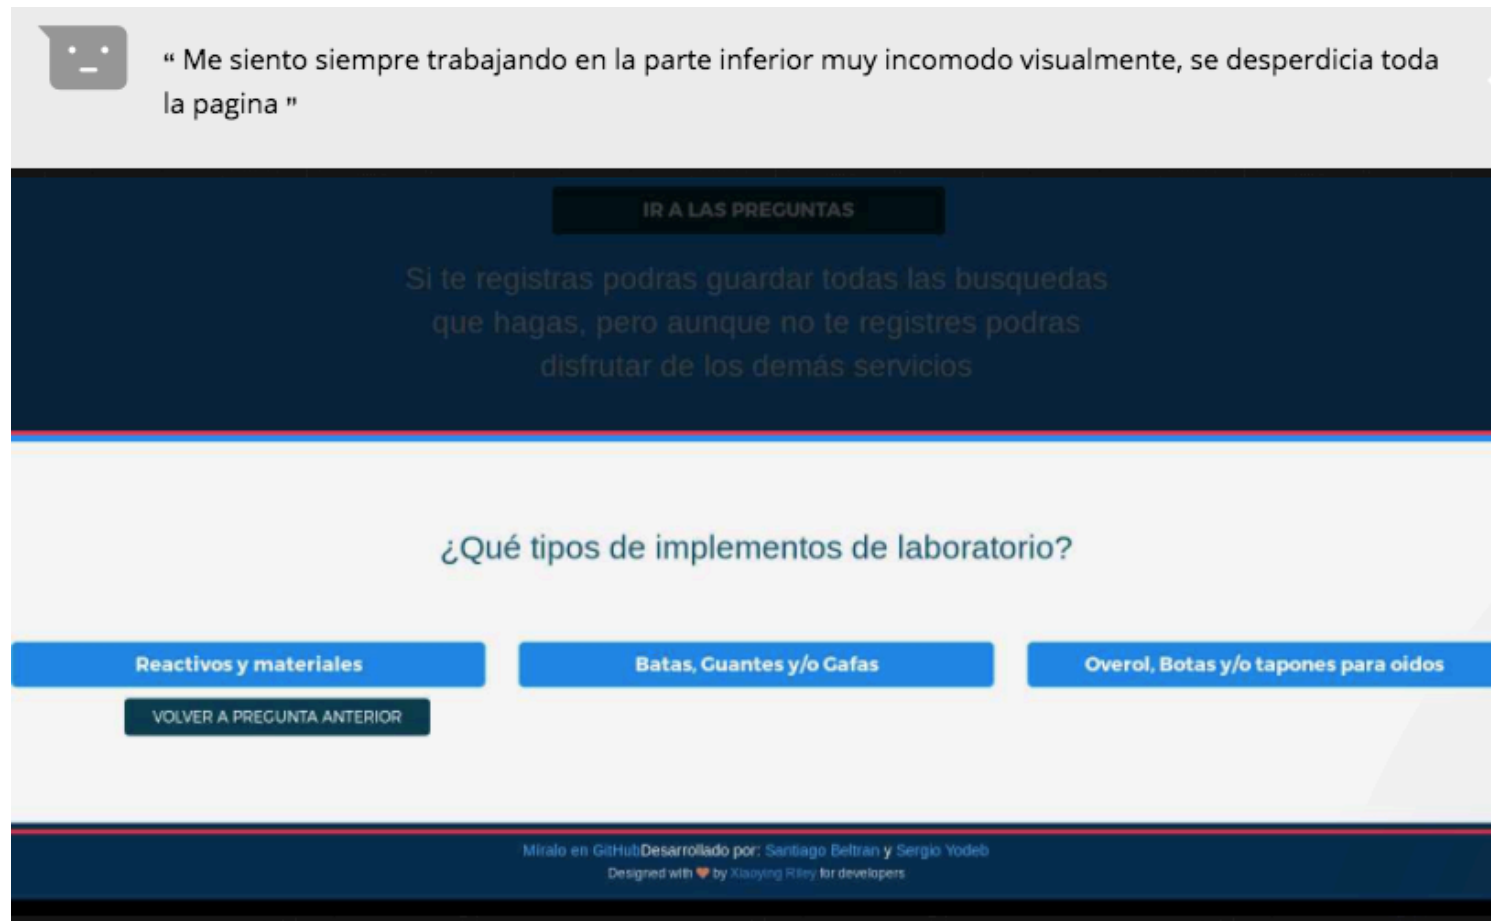 “ Me siento siempre trabajando en la parte inferior muy incomodo visualmente, se desperdicia toda
la pagina ”
IR A LAS PREGUNTAS
Si te registras podras guardar todas las busquedas
que hagas, pero aunque no te registres podras
disfrutar de los demás servicios
¿Qué tipos de implementos de laboratorio?
Reactivos y materiales
Batas, Guantes y/o Gafas
Overol, Botas y/o tapones para oidos
VOLVER A PREGUNTA ANTERIOR
Míralo en GitHubDesarrollado por: Santiago Beltran y Sergio Yodeb
Designed with 🧡 by Xiaoying Riley for developers